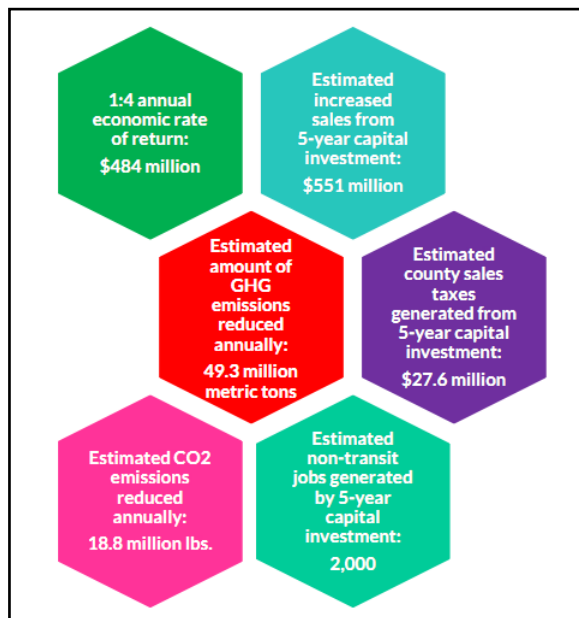 1:4 annual
economic rate
of return:
$484 million
Estimated
increased
sales from
5-year capital
investment:
$551 million
Estimated
amount of
GHG
emissions
reduced
annually:
49.3 million
metric tons
Estimated
county sales
taxes
generated from
5-year capital
investment:
$27.6 million
Estimated CO2
emissions
reduced
annually:
18.8 million lbs.
Estimated
non-transit
jobs generated
by 5-year
capital
investment:
2,000